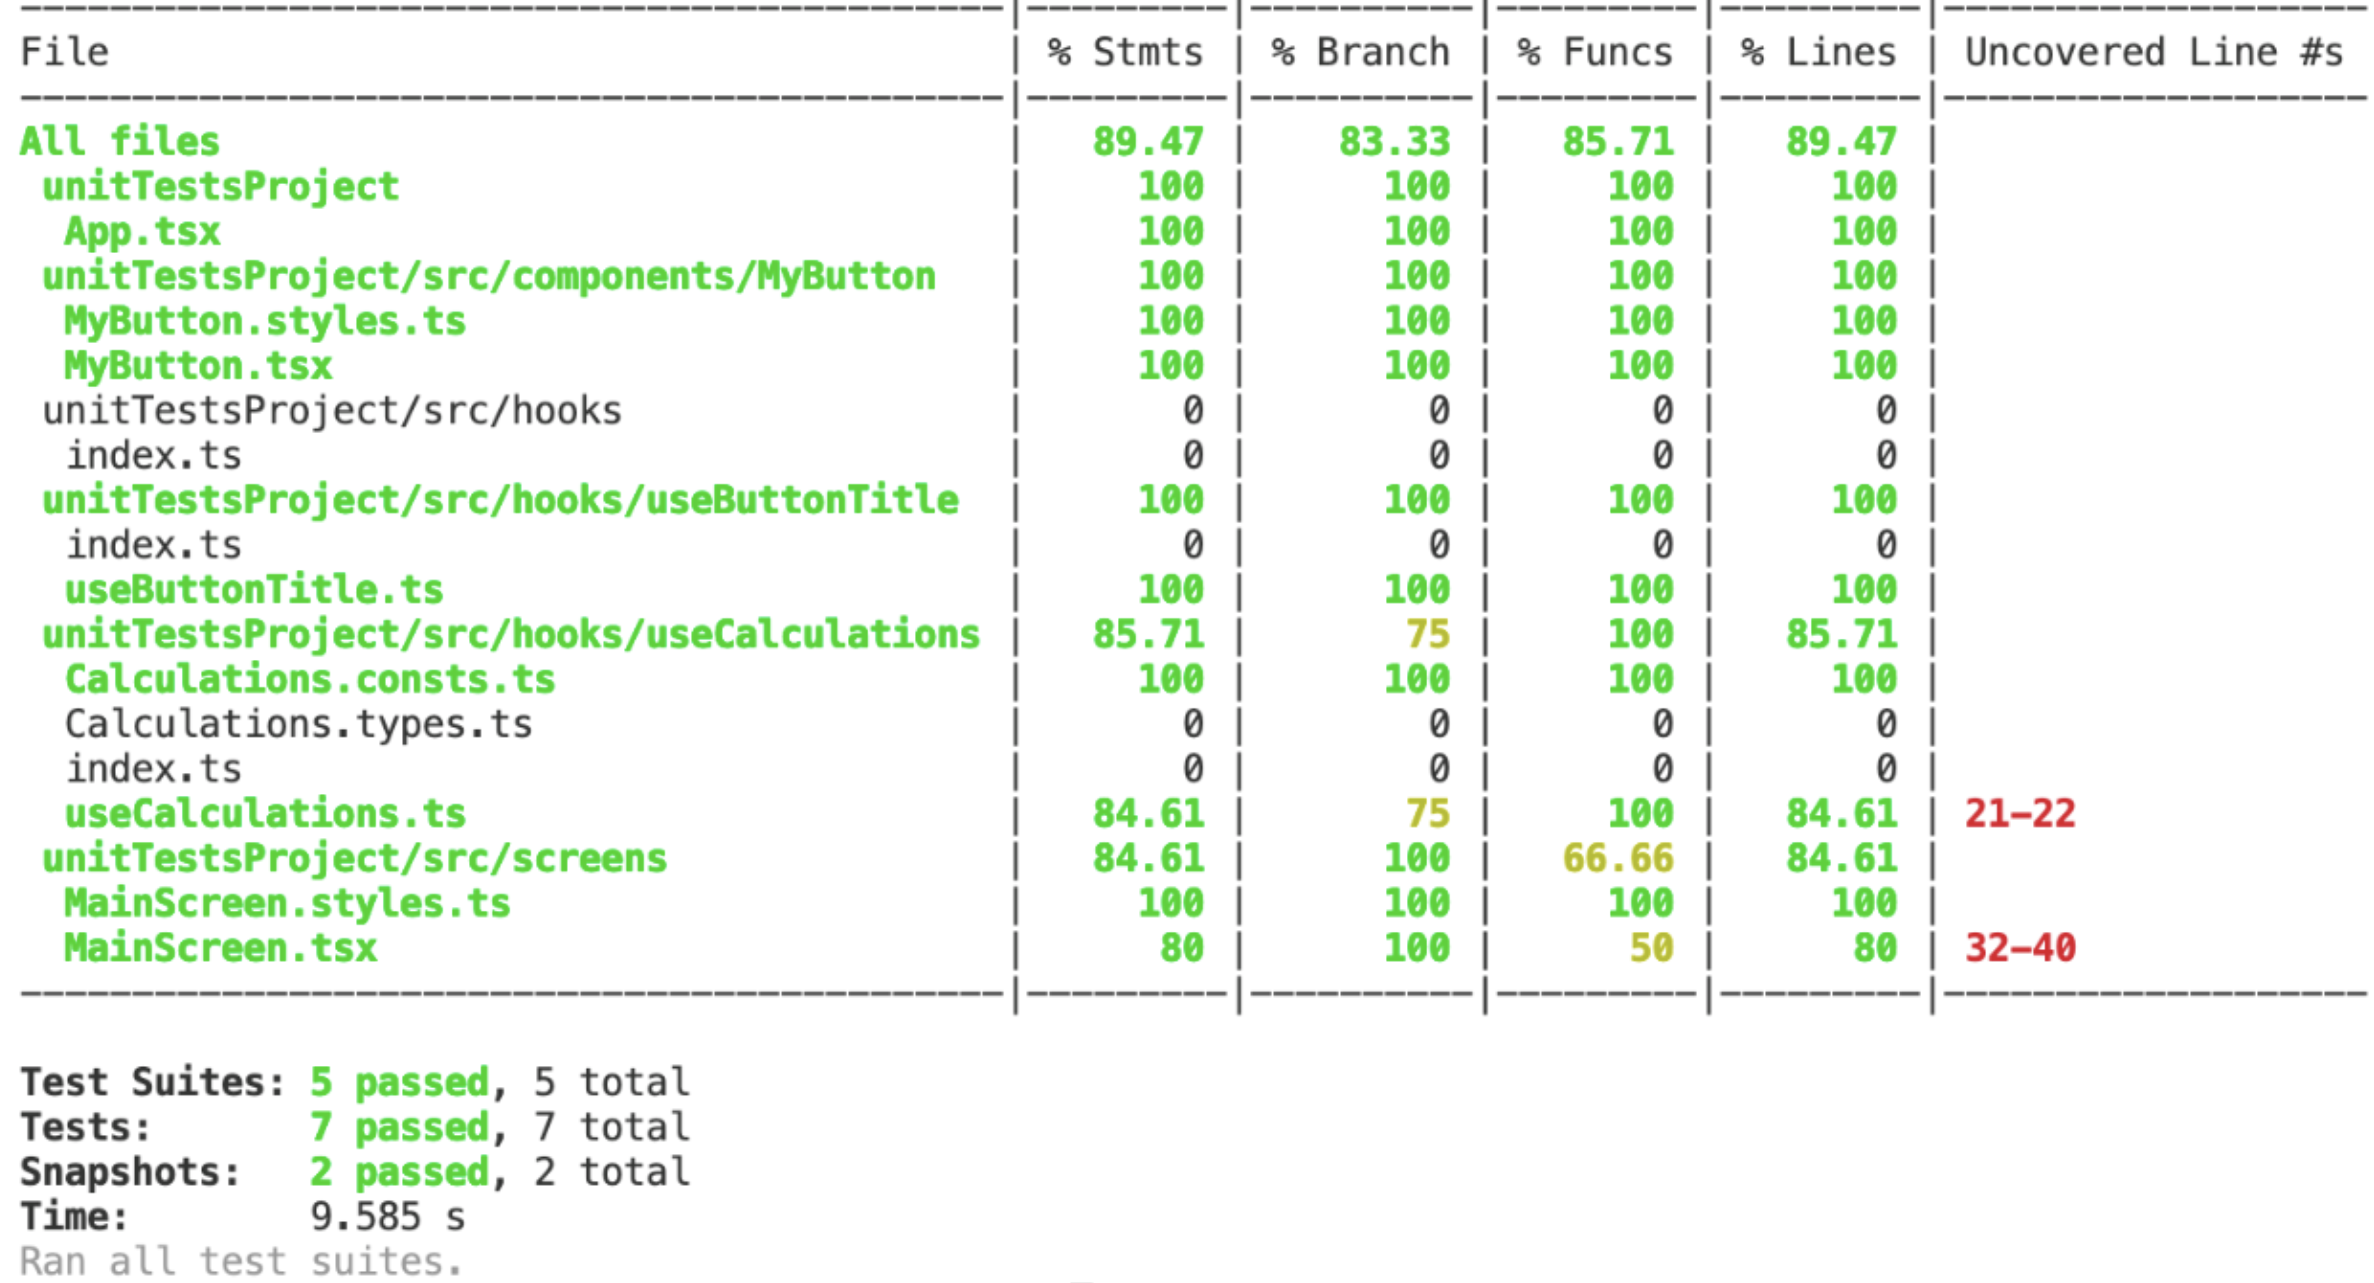 File | % Stmts | % Branch | % Funcs | % Lines | Uncovered Line #s
All files | 89.47 | 83.33 | 85.71 | 89.47 |
unitTestsProject | 100 | 100 | 100 | 100 |
App.tsx | 100 | 100 | 100 | 100 |
unitTestsProject/src/components/MyButton | 100 | 100 | 100 | 100 |
MyButton.styles.ts | 100 | 100 | 100 | 100 |
MyButton.tsx | 100 | 100 | 100 | 100 |
unitTestsProject/src/hooks | 0 | 0 | 0 | 0 |
index.ts | 0 | 0 | 0 | 0 |
unitTestsProject/src/hooks/useButtonTitle | 100 | 100 | 100 | 100 |
index.ts | 0 | 0 | 0 | 0 |
useButtonTitle.ts | 100 | 100 | 100 | 100 |
unitTestsProject/src/hooks/useCalculations | 85.71 | 75 | 100 | 85.71 |
Calculations.consts.ts | 100 | 100 | 100 | 100 |
Calculations.types.ts | 0 | 0 | 0 | 0 |
index.ts | 0 | 0 | 0 | 0 |
useCalculations.ts | 84.61 | 75 | 100 | 84.61 | 21-22
unitTestsProject/src/screens | 84.61 | 100 | 66.66 | 84.61 |
MainScreen.styles.ts | 100 | 100 | 100 | 100 |
MainScreen.tsx | 80 | 100 | 50 | 80 | 32-40
Test Suites: 5 passed, 5 total
Tests: 7 passed, 7 total
Snapshots: 2 passed, 2 total
Time: 9.585 s
Ran all test suites.